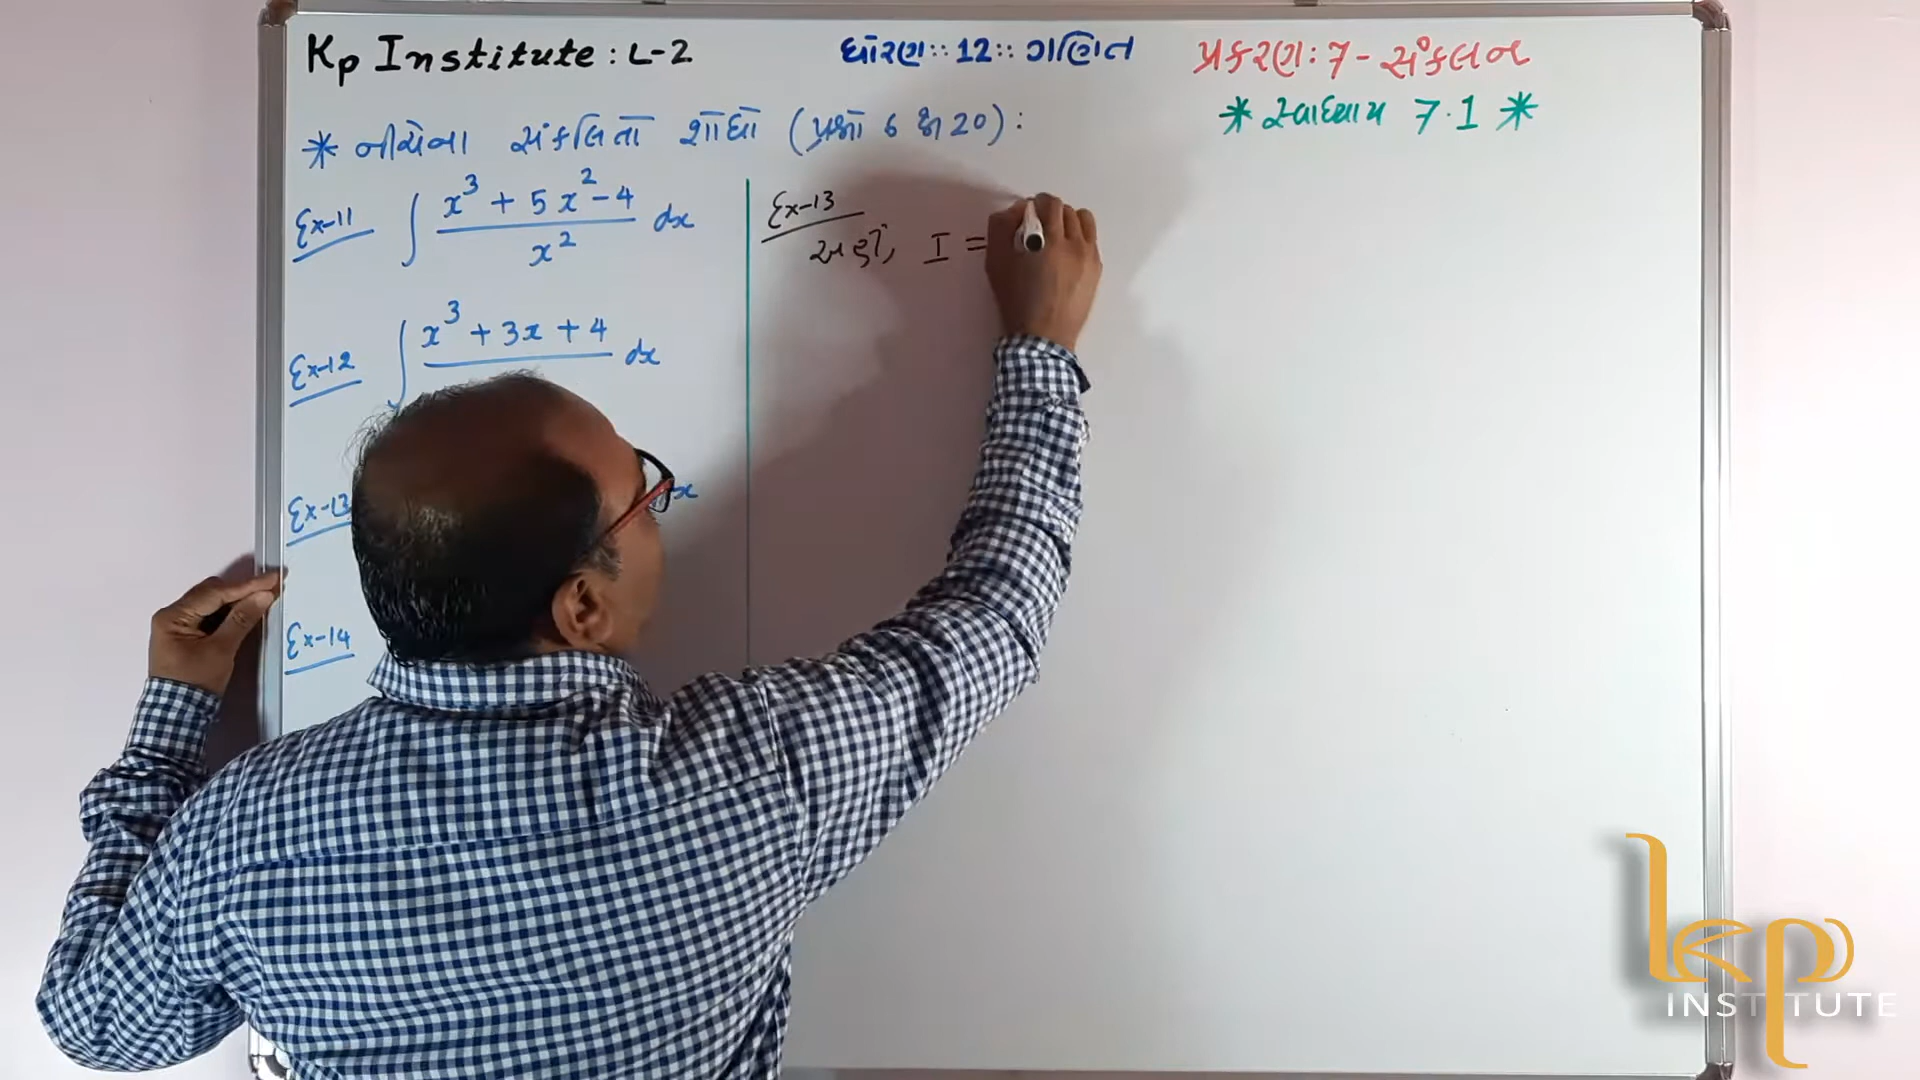 Kp Institute : L-2
ધોરણ :: 12 :: ગણિત
પ્રકરણ : 7 - સંકલન
* સ્વાધ્યાય 7.1 *
* નીચેના સંકલિતો શોધો (પ્રશ્નો 6 થી 20) :
Ex-11 ∫ (x³ + 5x² - 4) / x² dx
Ex-12 ∫ x³ + 3x + 4 dx
Ex-13 x
Ex-14
Ex-13
અહીં, I =
kp
INSTITUTE